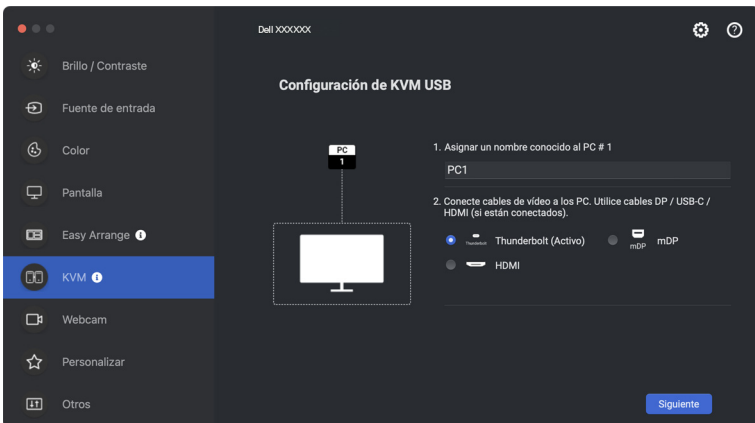 Dell XXXXXX
Brillo / Contraste
Fuente de entrada
Color
Pantalla
Easy Arrange
KVM
Webcam
Personalizar
Otros
Configuración de KVM USB
PC
1
1. Asignar un nombre conocido al PC # 1
PC1
2. Conecte cables de vídeo a los PC. Utilice cables DP / USB-C /
HDMI (si están conectados).
Thunderbolt Thunderbolt (Activo)
mDP mDP
HDMI
Siguiente